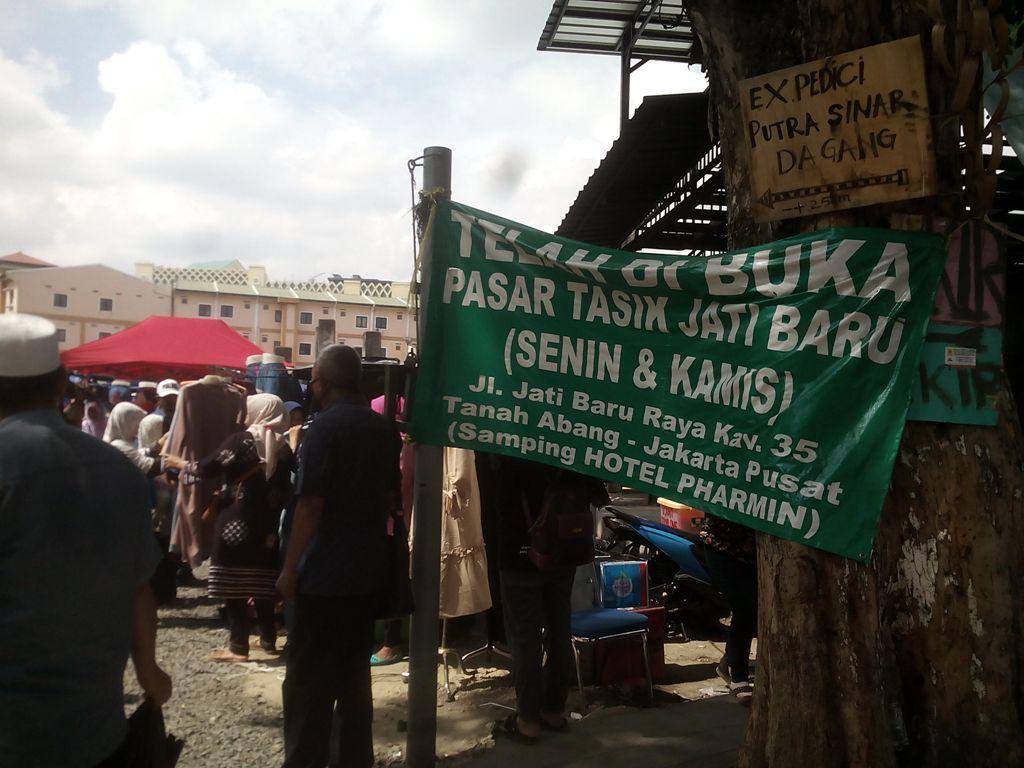 EX.PEDICI
PUTRA SINAR
DAGANG
-+ 25 m
TELAH DI BUKA
PASAR TASIK JATI BARU
(SENIN & KAMIS)
Jl. Jati Baru Raya Kav. 35
Tanah Abang - Jakarta Pusat
(Samping HOTEL PHARMIN)